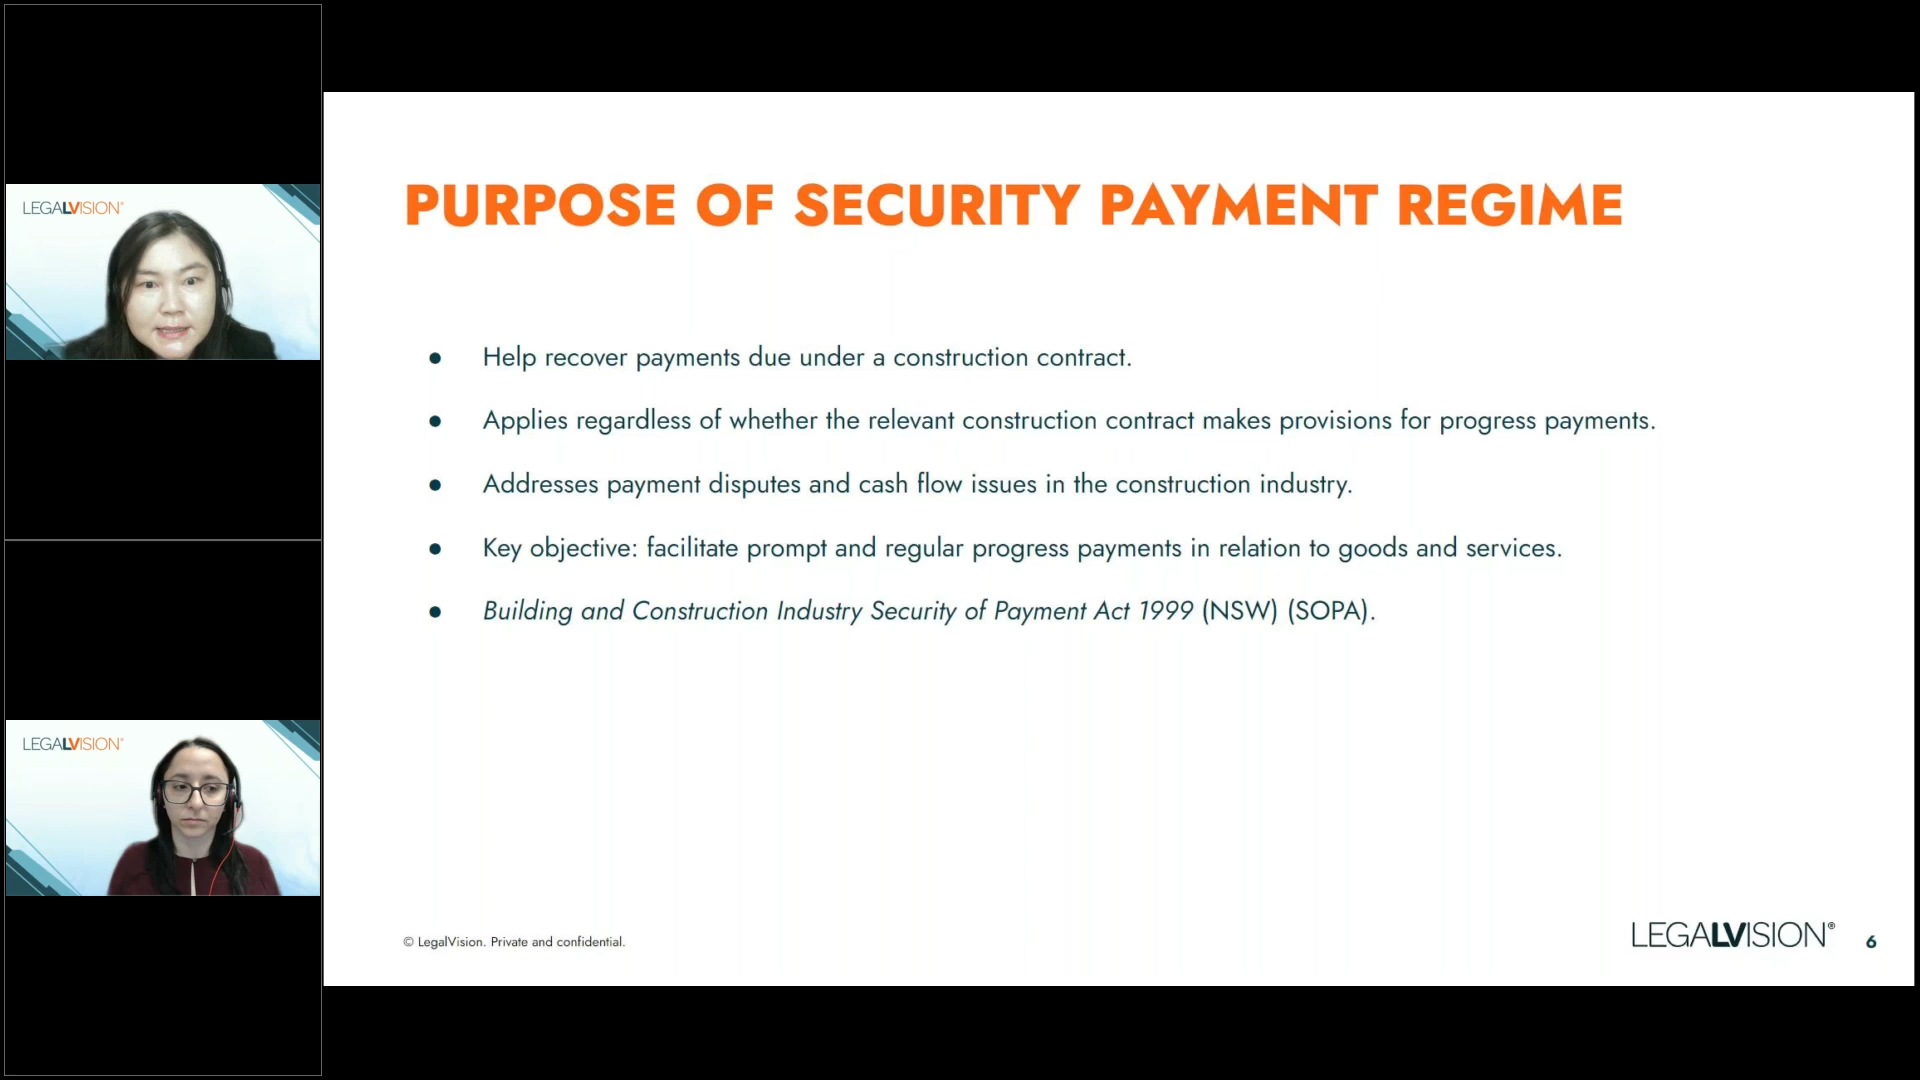 LEGALVISION®
LEGALVISION®
PURPOSE OF SECURITY PAYMENT REGIME
● Help recover payments due under a construction contract.
● Applies regardless of whether the relevant construction contract makes provisions for progress payments.
● Addresses payment disputes and cash flow issues in the construction industry.
● Key objective: facilitate prompt and regular progress payments in relation to goods and services.
● Building and Construction Industry Security of Payment Act 1999 (NSW) (SOPA).
© LegalVision. Private and confidential.
LEGALVISION® 6